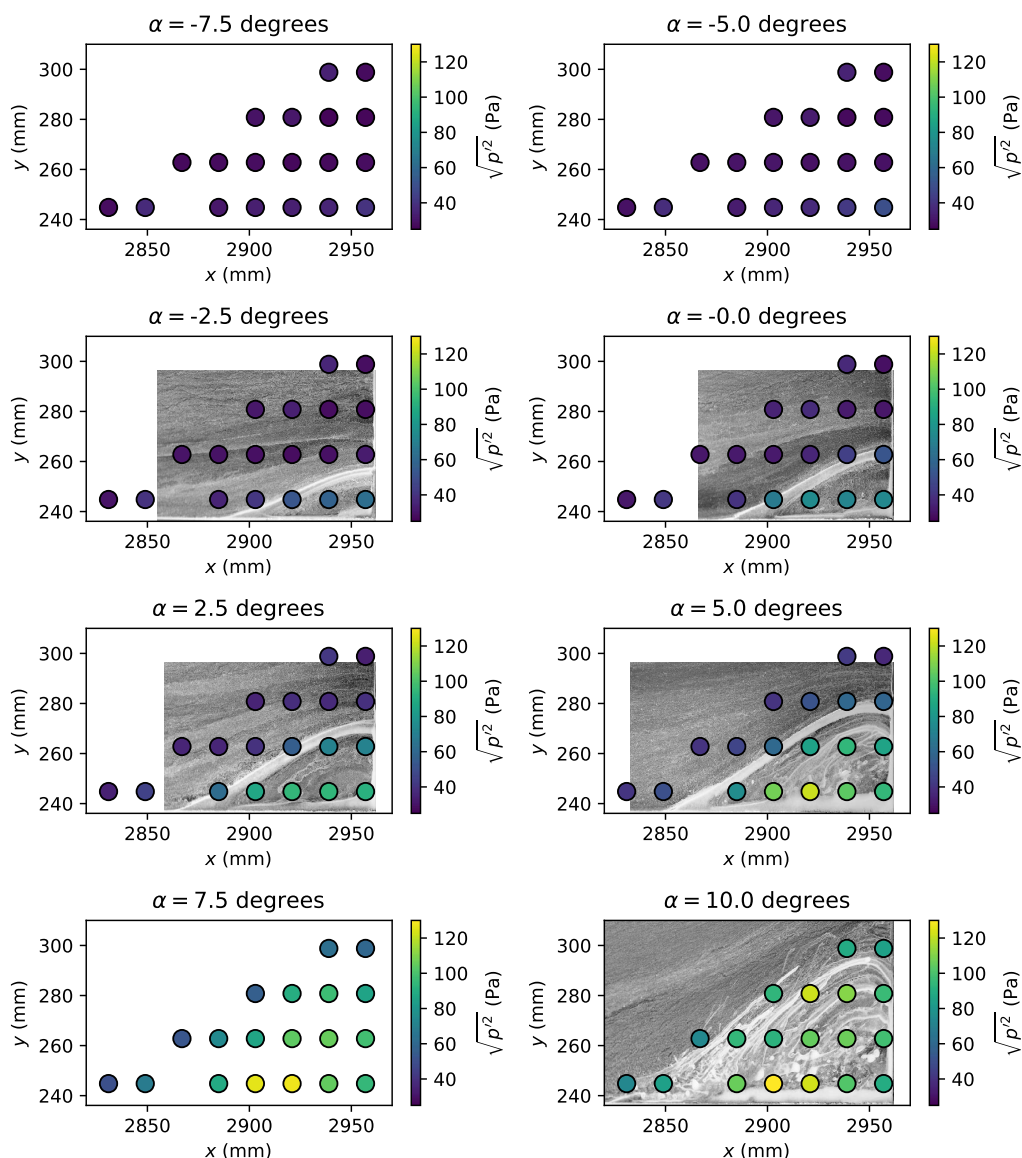 α = -7.5 degrees
α = -5.0 degrees
300
280
260
240
y (mm)
2850 2900 2950
x (mm)
120
100
80
60
40
√p′² (Pa)
300
280
260
240
y (mm)
2850 2900 2950
x (mm)
120
100
80
60
40
√p′² (Pa)
α = -2.5 degrees
α = -0.0 degrees
300
280
260
240
y (mm)
2850 2900 2950
x (mm)
120
100
80
60
40
√p′² (Pa)
300
280
260
240
y (mm)
2850 2900 2950
x (mm)
120
100
80
60
40
√p′² (Pa)
α = 2.5 degrees
α = 5.0 degrees
300
280
260
240
y (mm)
2850 2900 2950
x (mm)
120
100
80
60
40
√p′² (Pa)
300
280
260
240
y (mm)
2850 2900 2950
x (mm)
120
100
80
60
40
√p′² (Pa)
α = 7.5 degrees
α = 10.0 degrees
300
280
260
240
y (mm)
2850 2900 2950
x (mm)
120
100
80
60
40
√p′² (Pa)
300
280
260
240
y (mm)
2850 2900 2950
x (mm)
120
100
80
60
40
√p′² (Pa)